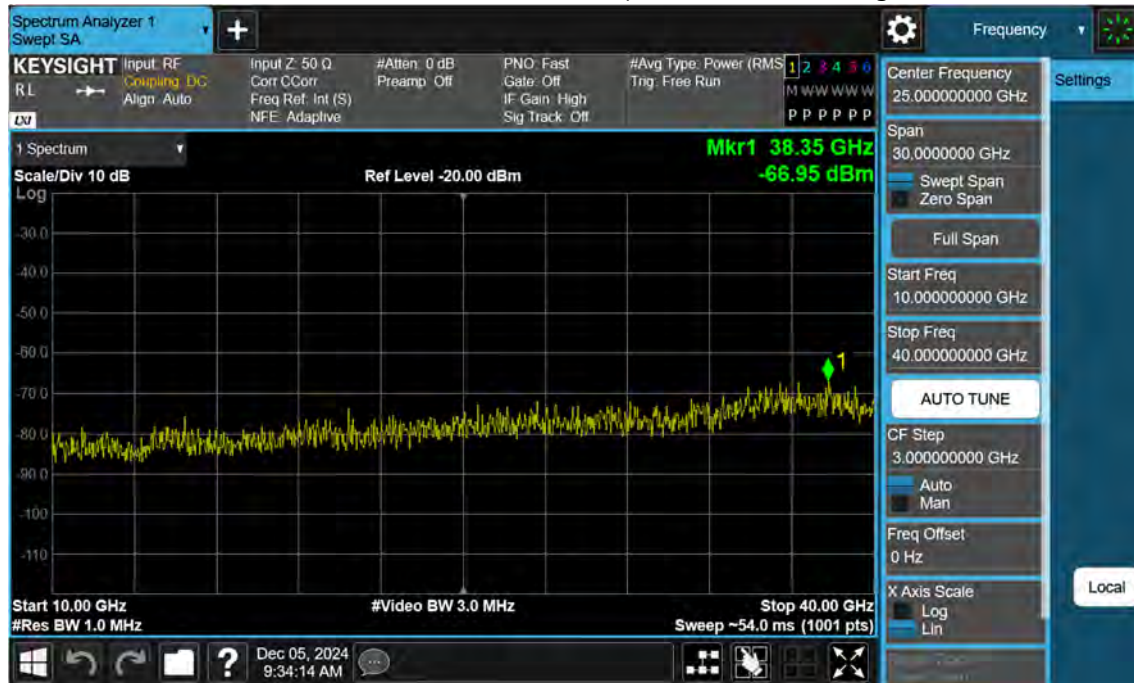 Spectrum Analyzer 1
Swept SA
+
Frequency
KEYSIGHT
RL
LXI
Input: RF
Coupling: DC
Align: Auto
Input Z: 50 Ω
Corr CCorr
Freq Ref: Int (S)
NFE: Adaptive
#Atten: 0 dB
Preamp: Off
PNO: Fast
Gate: Off
IF Gain: High
Sig Track: Off
#Avg Type: Power (RMS
Trig: Free Run
1 2 3 4 5 6
M W W W W W
P P P P P P
1 Spectrum
Scale/Div 10 dB
Ref Level -20.00 dBm
Mkr1 38.35 GHz
-66.95 dBm
Log
-30.0
-40.0
-50.0
-60.0
-70.0
-80.0
-90.0
-100
-110
1
Start 10.00 GHz
#Res BW 1.0 MHz
#Video BW 3.0 MHz
Stop 40.00 GHz
Sweep ~54.0 ms (1001 pts)
Center Frequency
25.000000000 GHz
Span
30.0000000 GHz
Swept Span
Zero Span
Full Span
Start Freq
10.000000000 GHz
Stop Freq
40.000000000 GHz
AUTO TUNE
CF Step
3.000000000 GHz
Auto
Man
Freq Offset
0 Hz
X Axis Scale
Log
Lin
Settings
Local
?
Dec 05, 2024
9:34:14 AM